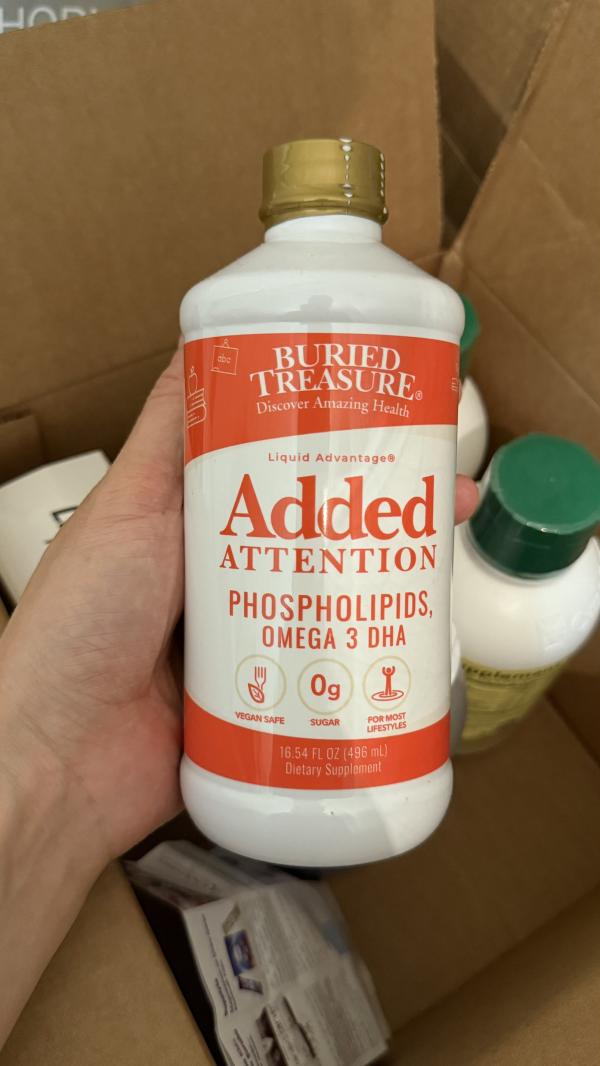 abc
BURIED
TREASURE®
Discover Amazing Health
Liquid Advantage®
Added
ATTENTION
PHOSPHOLIPIDS,
OMEGA 3 DHA
0g
VEGAN SAFE
SUGAR
FOR MOST
LIFESTYLES
16.54 FL OZ (496 mL)
Dietary Supplement